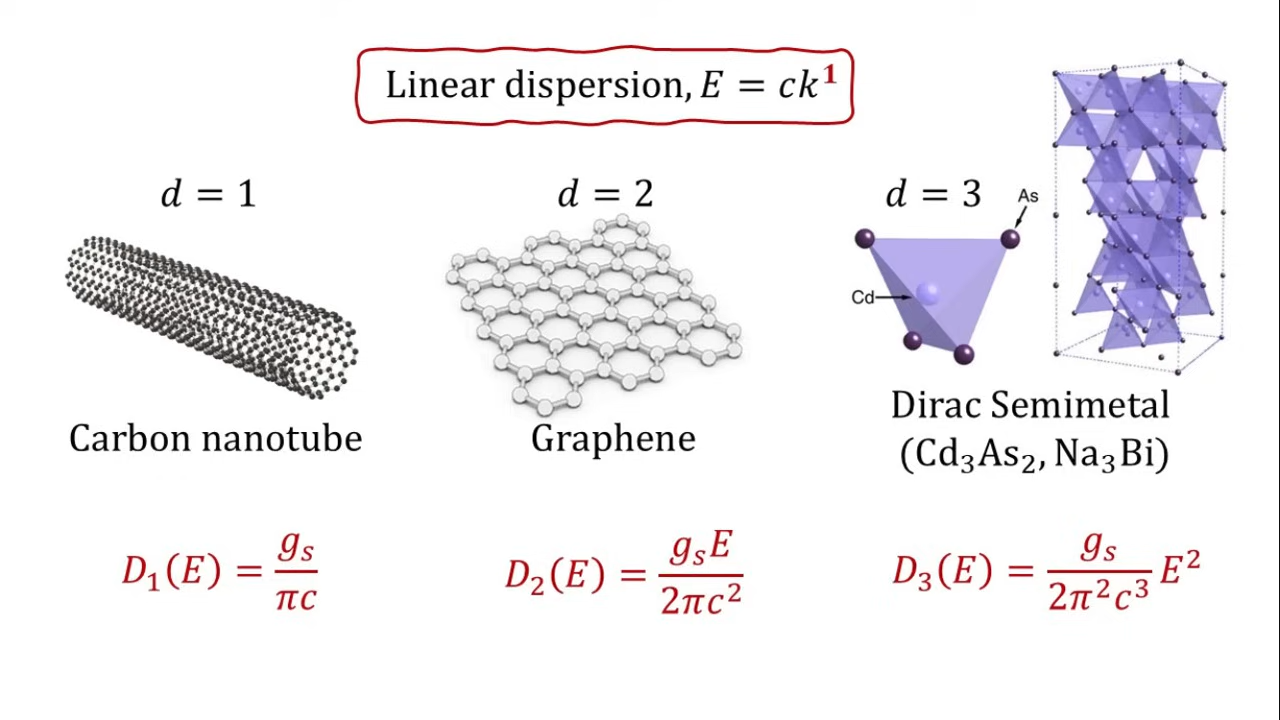 Linear dispersion, E = ck¹
d = 1
d = 2
d = 3
As
Cd
Carbon nanotube
Graphene
Dirac Semimetal
(Cd₃As₂, Na₃Bi)
D₁(E) = gₛ/πc
D₂(E) = gₛE/2πc²
D₃(E) = gₛ/2π²c³ E²